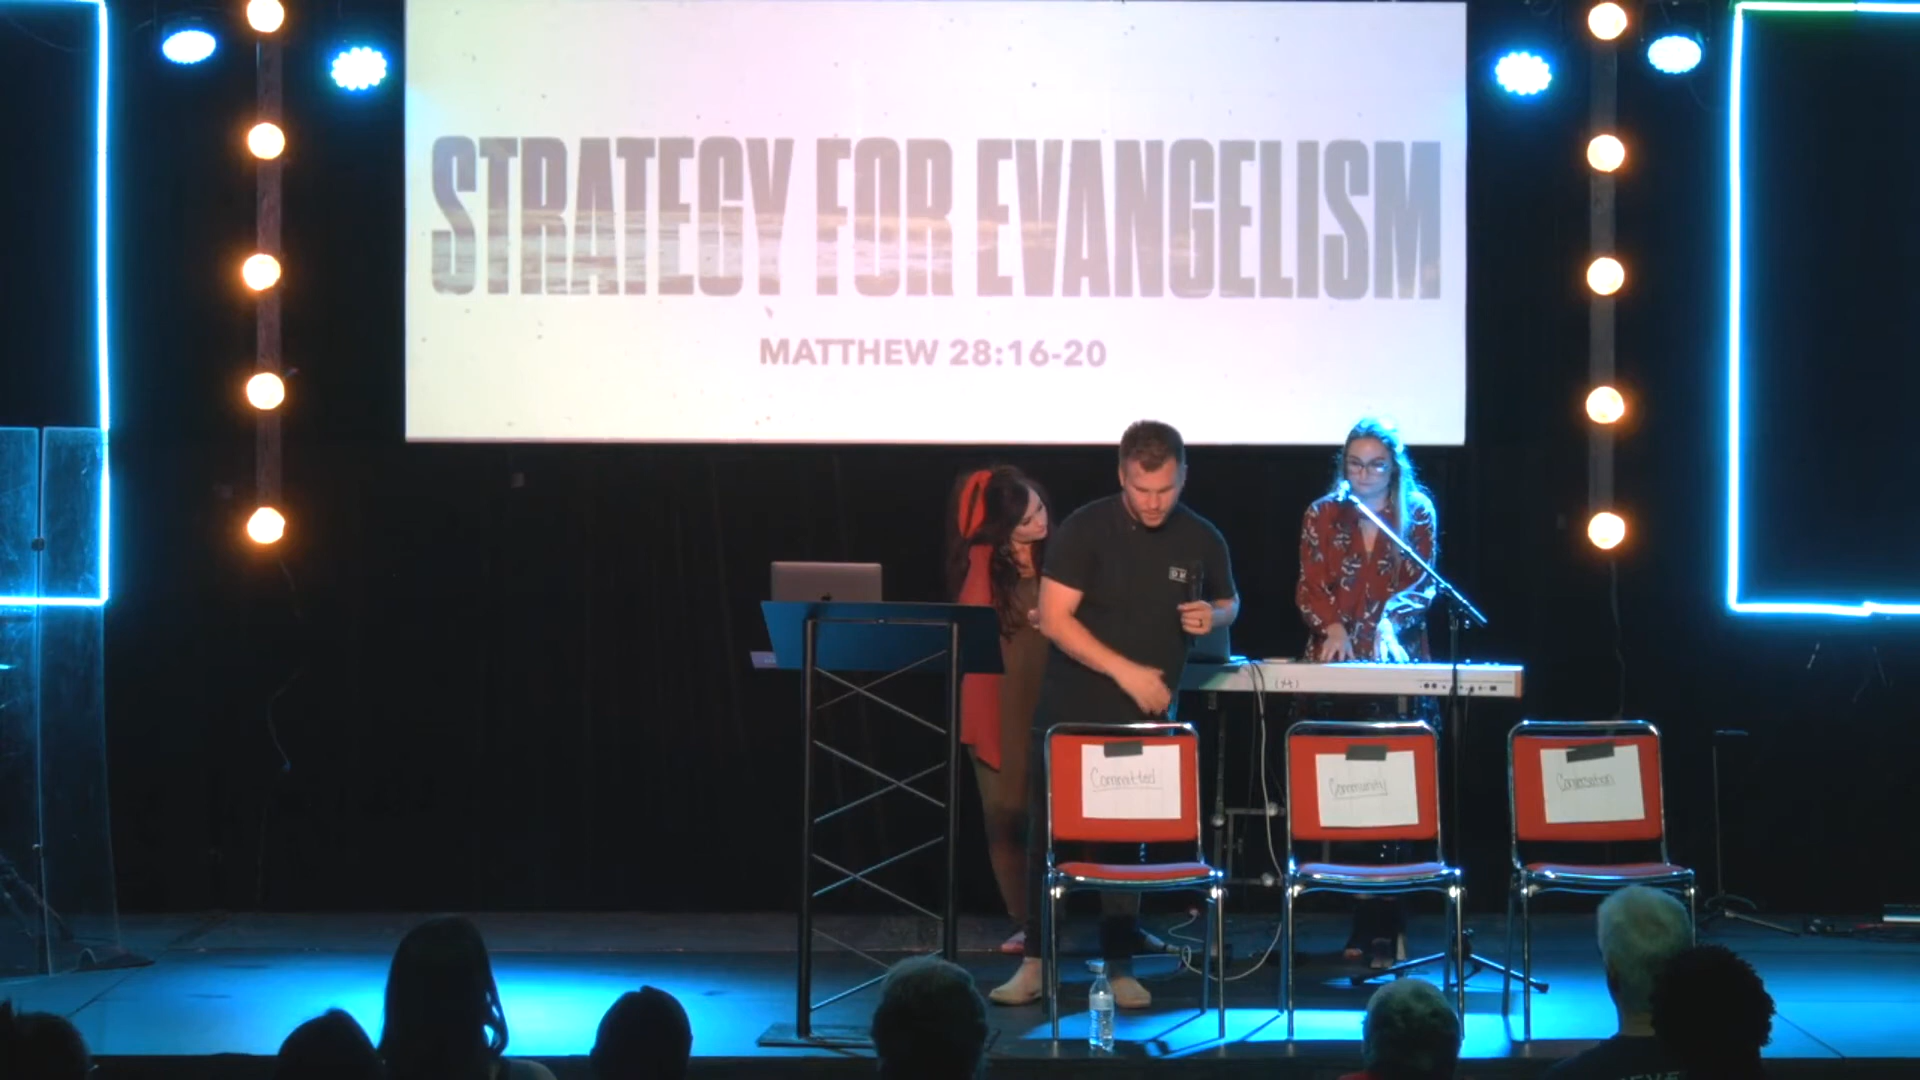 STRATEGY FOR EVANGELISM
MATTHEW 28:16-20
Committed
Community
Conversation